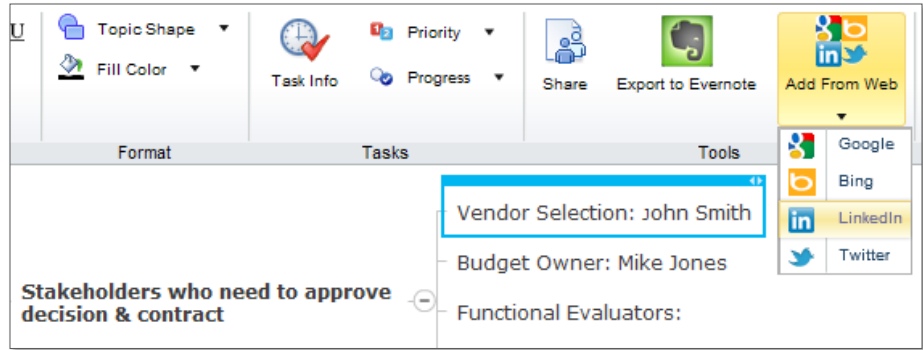 U
Topic Shape
Fill Color
Task Info
Priority
Progress
Share
Export to Evernote
Add From Web
Format
Tasks
Tools
Google
Bing
LinkedIn
Twitter
Vendor Selection: John Smith
Budget Owner: Mike Jones
Stakeholders who need to approve
decision & contract
Functional Evaluators: